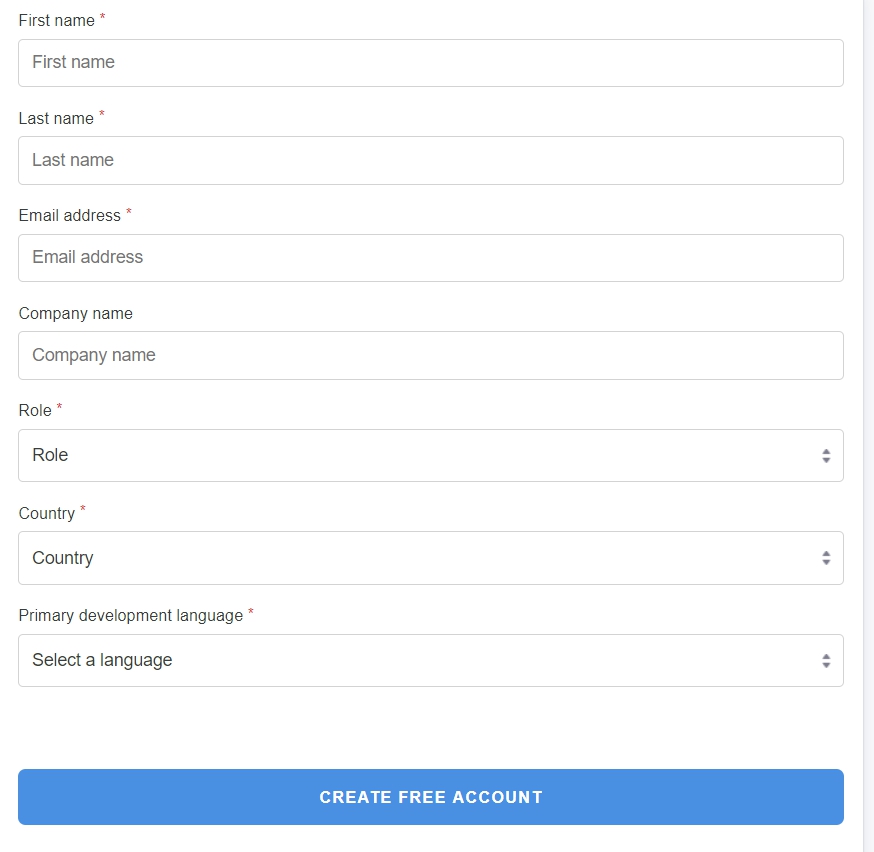 First name *
First name
Last name *
Last name
Email address *
Email address
Company name
Company name
Role *
Role
Country *
Country
Primary development language *
Select a language
CREATE FREE ACCOUNT